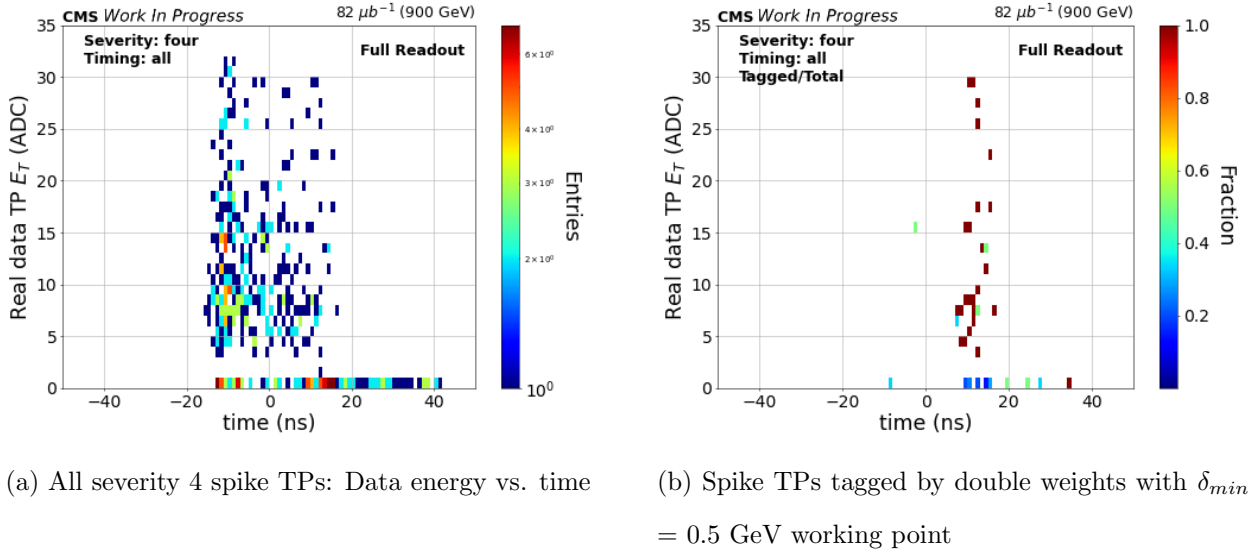 CMS Work In Progress 82 μb⁻¹ (900 GeV)
Severity: four
Timing: all
Full Readout
35
30
25
20
15
10
5
0
Real data TP E_T (ADC)
−40 −20 0 20 40
time (ns)
6×10⁰
4×10⁰
3×10⁰
2×10⁰
10⁰
Entries
CMS Work In Progress 82 μb⁻¹ (900 GeV)
Severity: four
Timing: all
Tagged/Total
Full Readout
35
30
25
20
15
10
5
0
Real data TP E_T (ADC)
−40 −20 0 20 40
time (ns)
1.0
0.8
0.6
0.4
0.2
Fraction
(a) All severity 4 spike TPs: Data energy vs. time
(b) Spike TPs tagged by double weights with δ_min
= 0.5 GeV working point